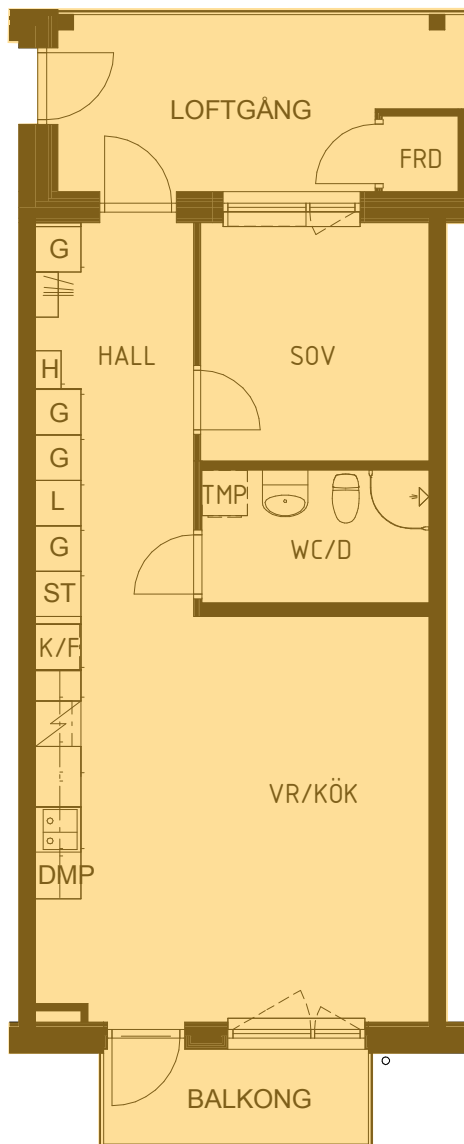 LOFTGÅNG
FRD
G
HALL
SOV
H
G
G
TMP
L
WC/D
G
ST
K/F
VR/KÖK
DMP
BALKONG